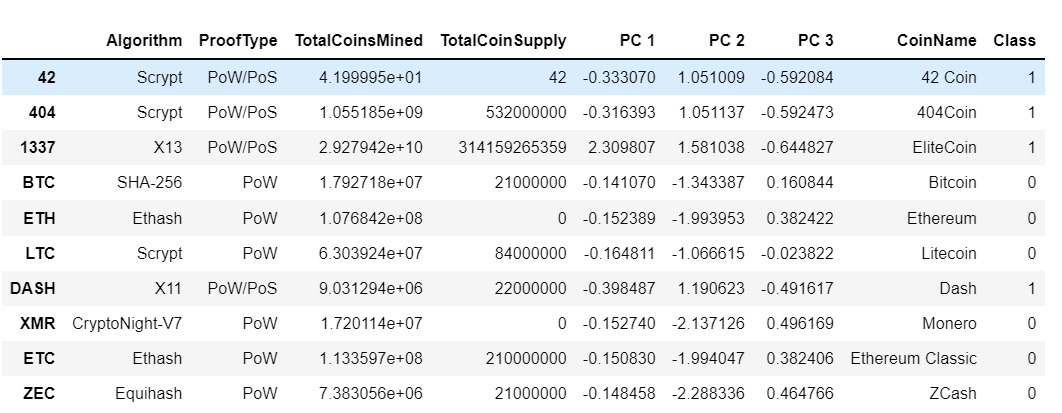 Algorithm ProofType TotalCoinsMined TotalCoinSupply PC 1 PC 2 PC 3 CoinName Class
42 Scrypt PoW/PoS 4.199995e+01 42 -0.333070 1.051009 -0.592084 42 Coin 1
404 Scrypt PoW/PoS 1.055185e+09 532000000 -0.316393 1.051137 -0.592473 404Coin 1
1337 X13 PoW/PoS 2.927942e+10 314159265359 2.309807 1.581038 -0.644827 EliteCoin 1
BTC SHA-256 PoW 1.792718e+07 21000000 -0.141070 -1.343387 0.160844 Bitcoin 0
ETH Ethash PoW 1.076842e+08 0 -0.152389 -1.993953 0.382422 Ethereum 0
LTC Scrypt PoW 6.303924e+07 84000000 -0.164811 -1.066615 -0.023822 Litecoin 0
DASH X11 PoW/PoS 9.031294e+06 22000000 -0.398487 1.190623 -0.491617 Dash 1
XMR CryptoNight-V7 PoW 1.720114e+07 0 -0.152740 -2.137126 0.496169 Monero 0
ETC Ethash PoW 1.133597e+08 210000000 -0.150830 -1.994047 0.382406 Ethereum Classic 0
ZEC Equihash PoW 7.383056e+06 21000000 -0.148458 -2.288336 0.464766 ZCash 0